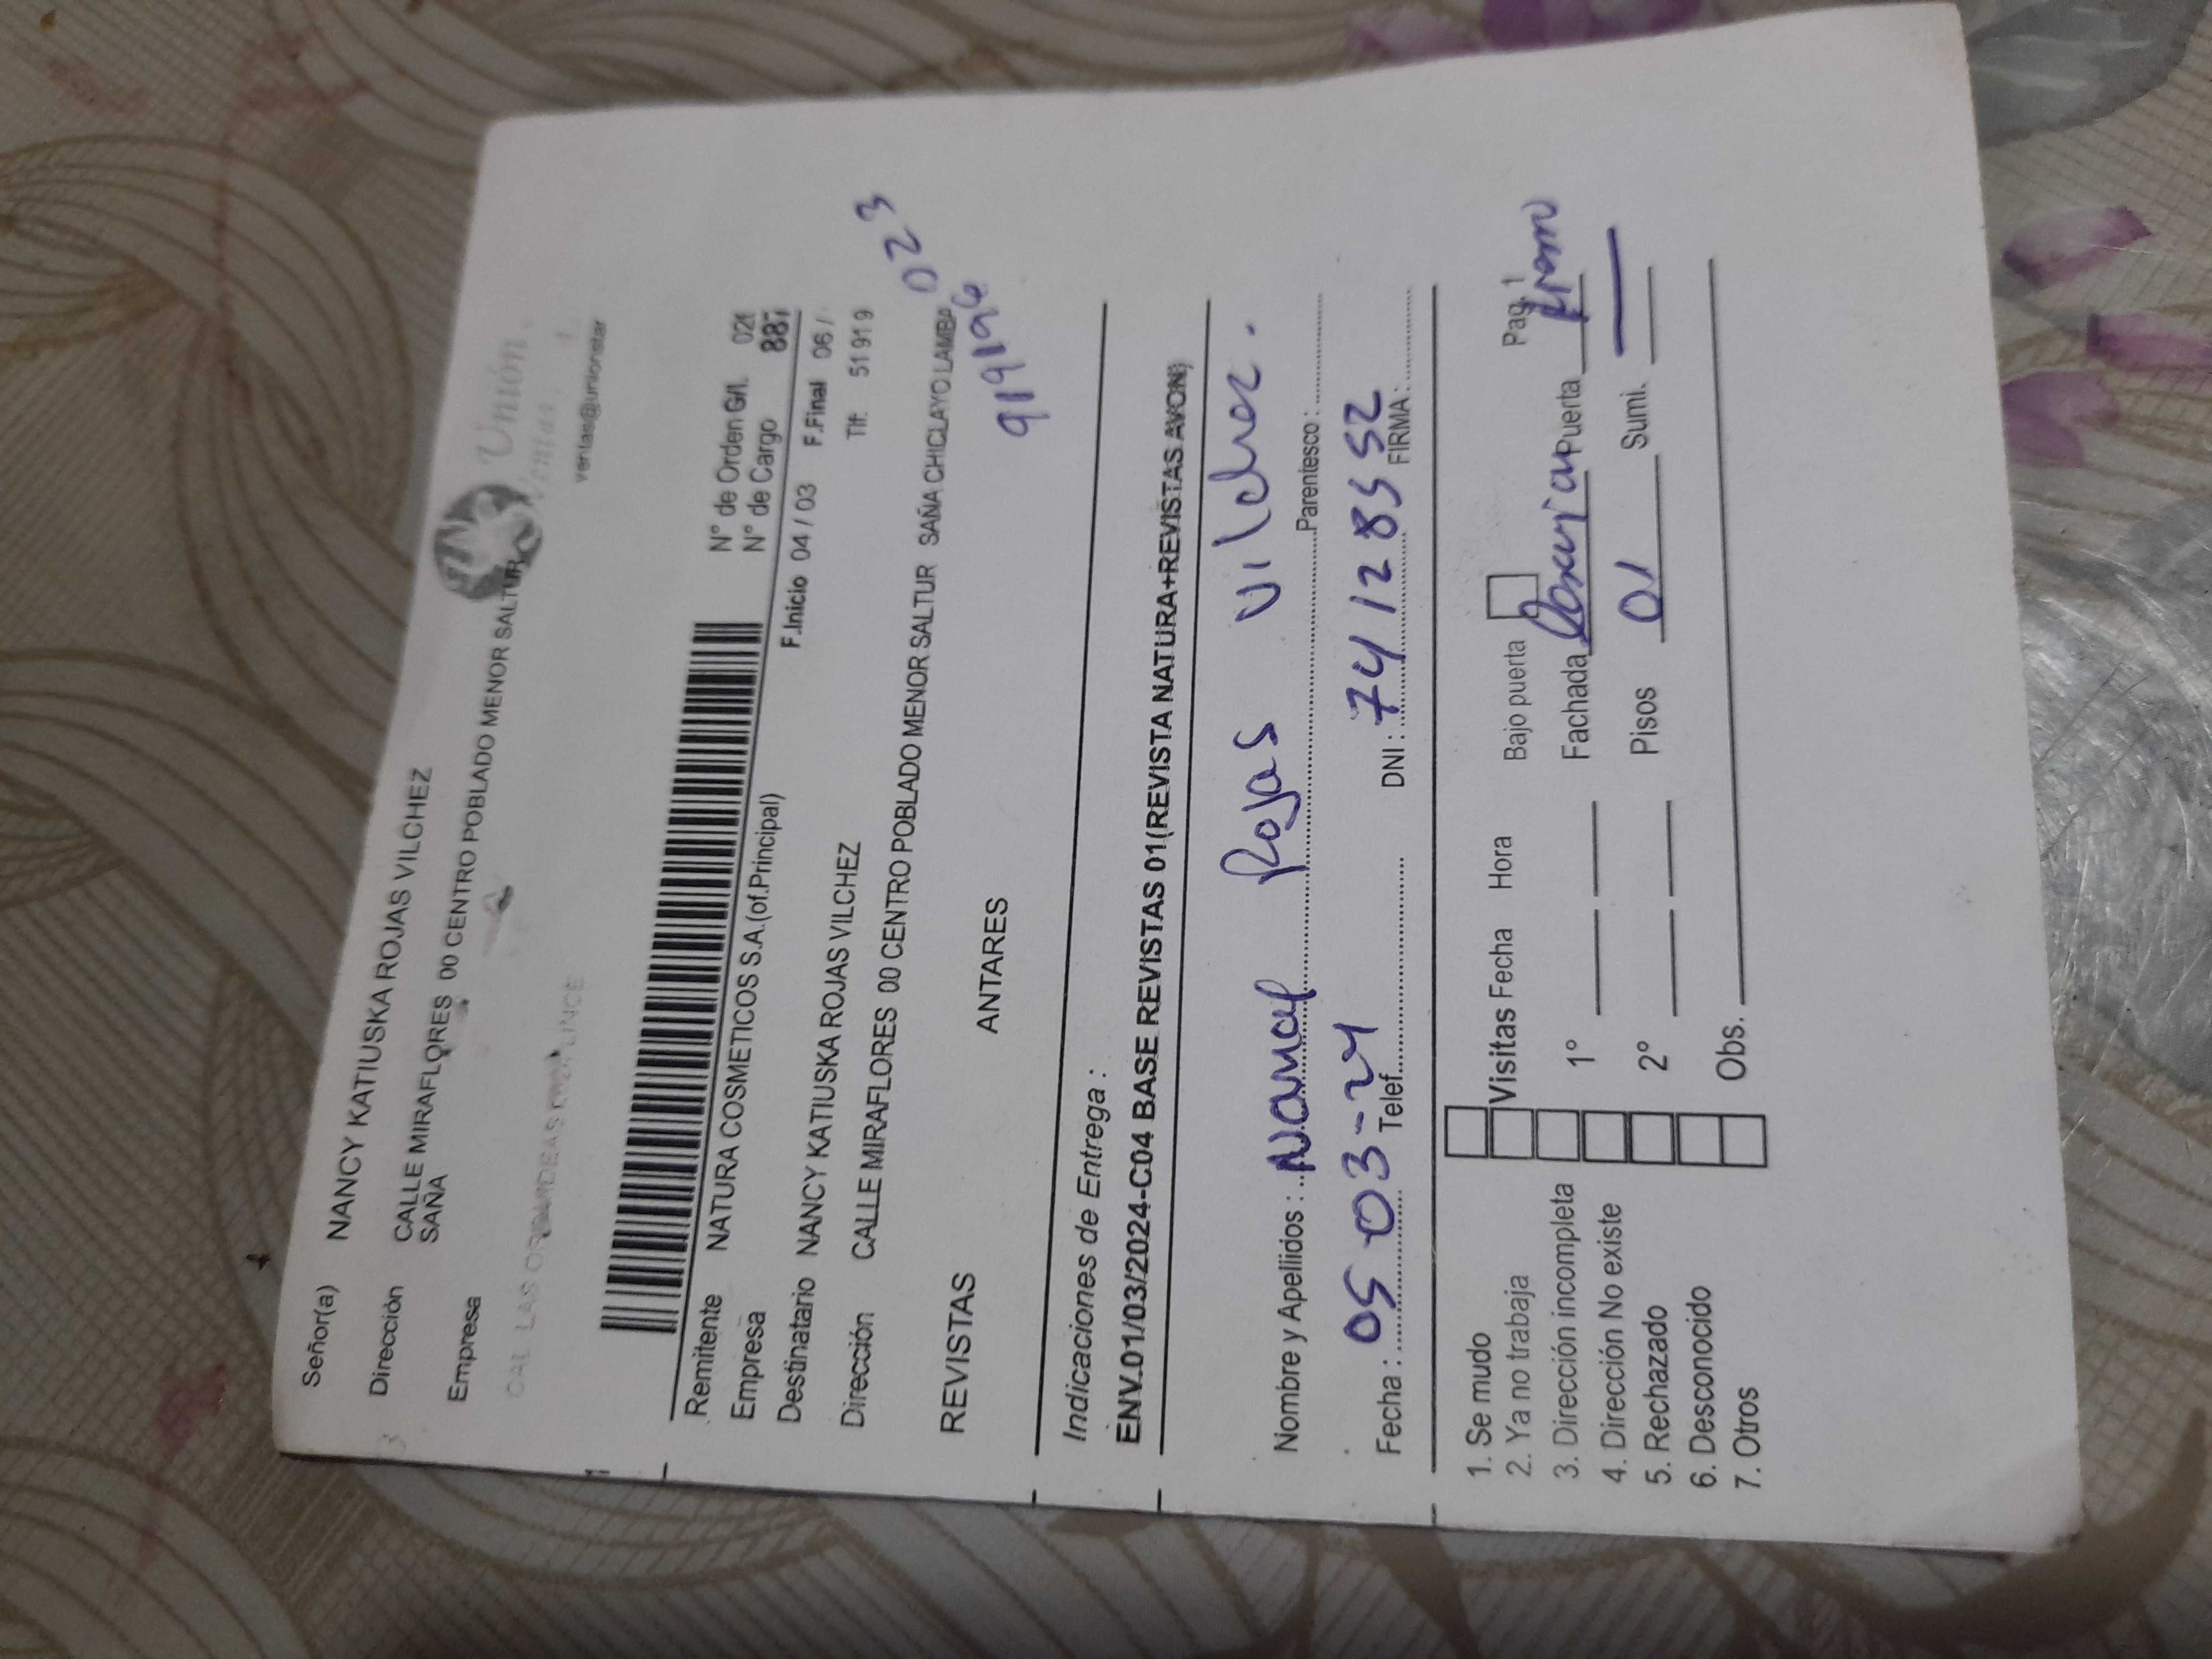 Señor(a) NANCY KATIUSKA ROJAS VILCHEZ
Dirección CALLE MIRAFLORES 00 CENTRO POBLADO MENOR SALTUR
SAÑA
Empresa
Unión
ventas@unionstar
Remitente NATURA COSMETICOS S.A.(of.Principal) N° de Orden G/I.
Empresa N° de Cargo
Destinatario NANCY KATIUSKA ROJAS VILCHEZ F.Inicio 04 / 03 F.Final 06 /
Dirección CALLE MIRAFLORES 00 CENTRO POBLADO MENOR SALTUR SAÑA CHICLAYO LAMBA
Tlf. 51 91 9
023
REVISTAS ANTARES
Indicaciones de Entrega :
ENV.01/03/2024-C04 BASE REVISTAS 01(REVISTA NATURA+REVISTAS AVON)
Nombre y Apellidos : Nancy Rojas Vilchez.
Parentesco :
Fecha : 05-03-24 Telef. DNI : 74128552 FIRMA :
1. Se mudo
2. Ya no trabaja
3. Dirección incompleta
4. Dirección No existe
5. Rechazado
6. Desconocido
7. Otros
Visitas Fecha Hora Bajo puerta Pag. 1
1° Fachada Puerta
2° Pisos 01 Sumi.
Obs.